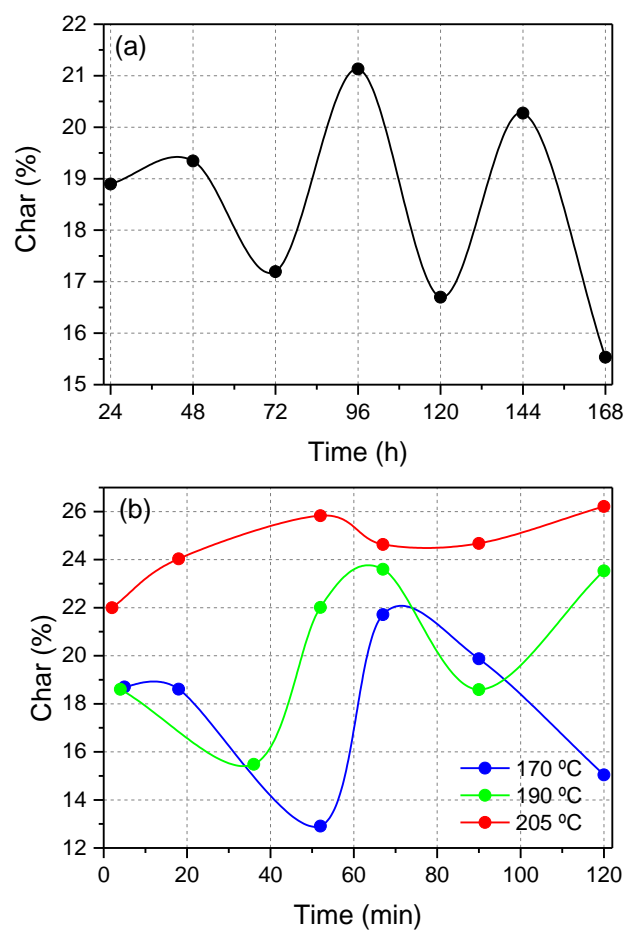 (a)
22
21
20
19
18
17
16
15
Char (%)
24 48 72 96 120 144 168
Time (h)
(b)
26
24
22
20
18
16
14
12
Char (%)
170 ºC
190 ºC
205 ºC
0 20 40 60 80 100 120
Time (min)